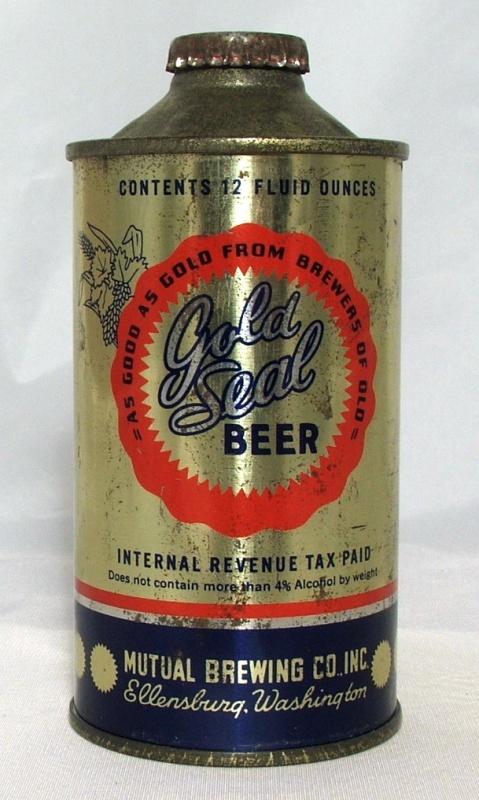 CONTENTS 12 FLUID OUNCES
=AS GOOD AS GOLD FROM BREWERS OF OLD=
Gold
Seal
BEER
INTERNAL REVENUE TAX PAID
Does not contain more than 4% Alcohol by weight
MUTUAL BREWING CO., INC.
Ellensburg, Washington